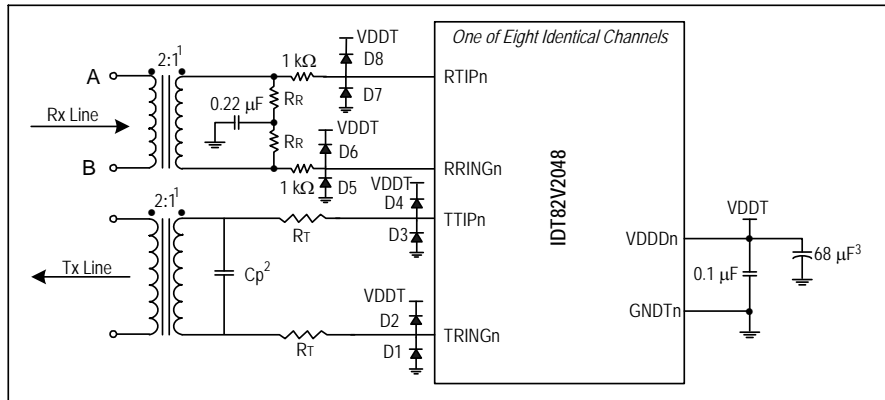 One of Eight Identical Channels
VDDT
D8
D7
RTIPn
2:1¹
1 kΩ
A
0.22 µF
RR
Rx Line
RR
VDDT
D6
D5
RRINGn
B
1 kΩ
VDDT
D4
D3
TTIPn
2:1¹
RT
Cp²
Tx Line
VDDT
D2
D1
TRINGn
RT
IDT82V2048
VDDT
VDDDn
0.1 µF
68 µF³
GNDTn